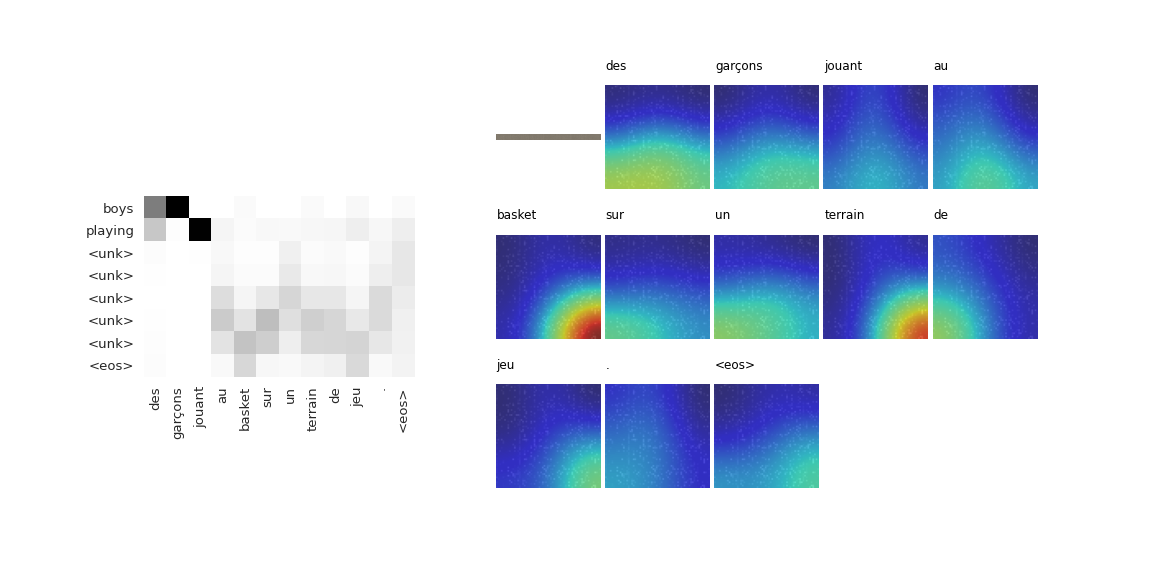 boys
playing
<unk>
<unk>
<unk>
<unk>
<unk>
<eos>
des garçons jouant au basket sur un terrain de jeu . <eos>
des garçons jouant au
basket sur un terrain de
jeu . <eos>